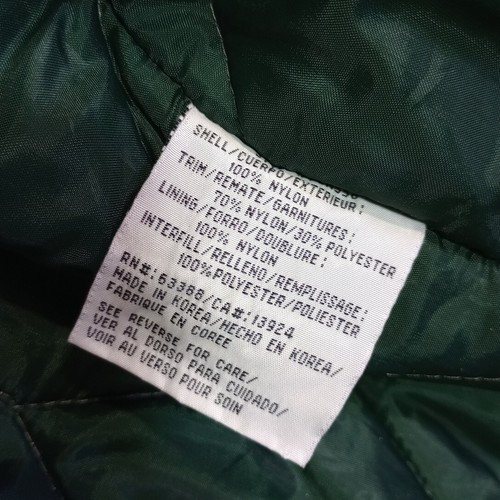 SHELL/CUERPO/EXTERIEUR:
100% NYLON
TRIM/REMATE/GARNITURES:
70% NYLON/30% POLYESTER
LINING/FORRO/DOUBLURE:
100% NYLON
INTERFILL/RELLENO/REMPLISSAGE:
100%POLYESTER/POLIESTER
RN#:63388/CA#:13924
MADE IN KOREA/HECHO EN KOREA/
FABRIQUE EN COREE
SEE REVERSE FOR CARE/
VER AL DORSO PARA CUIDADO/
VOIR AU VERSO POUR SOIN